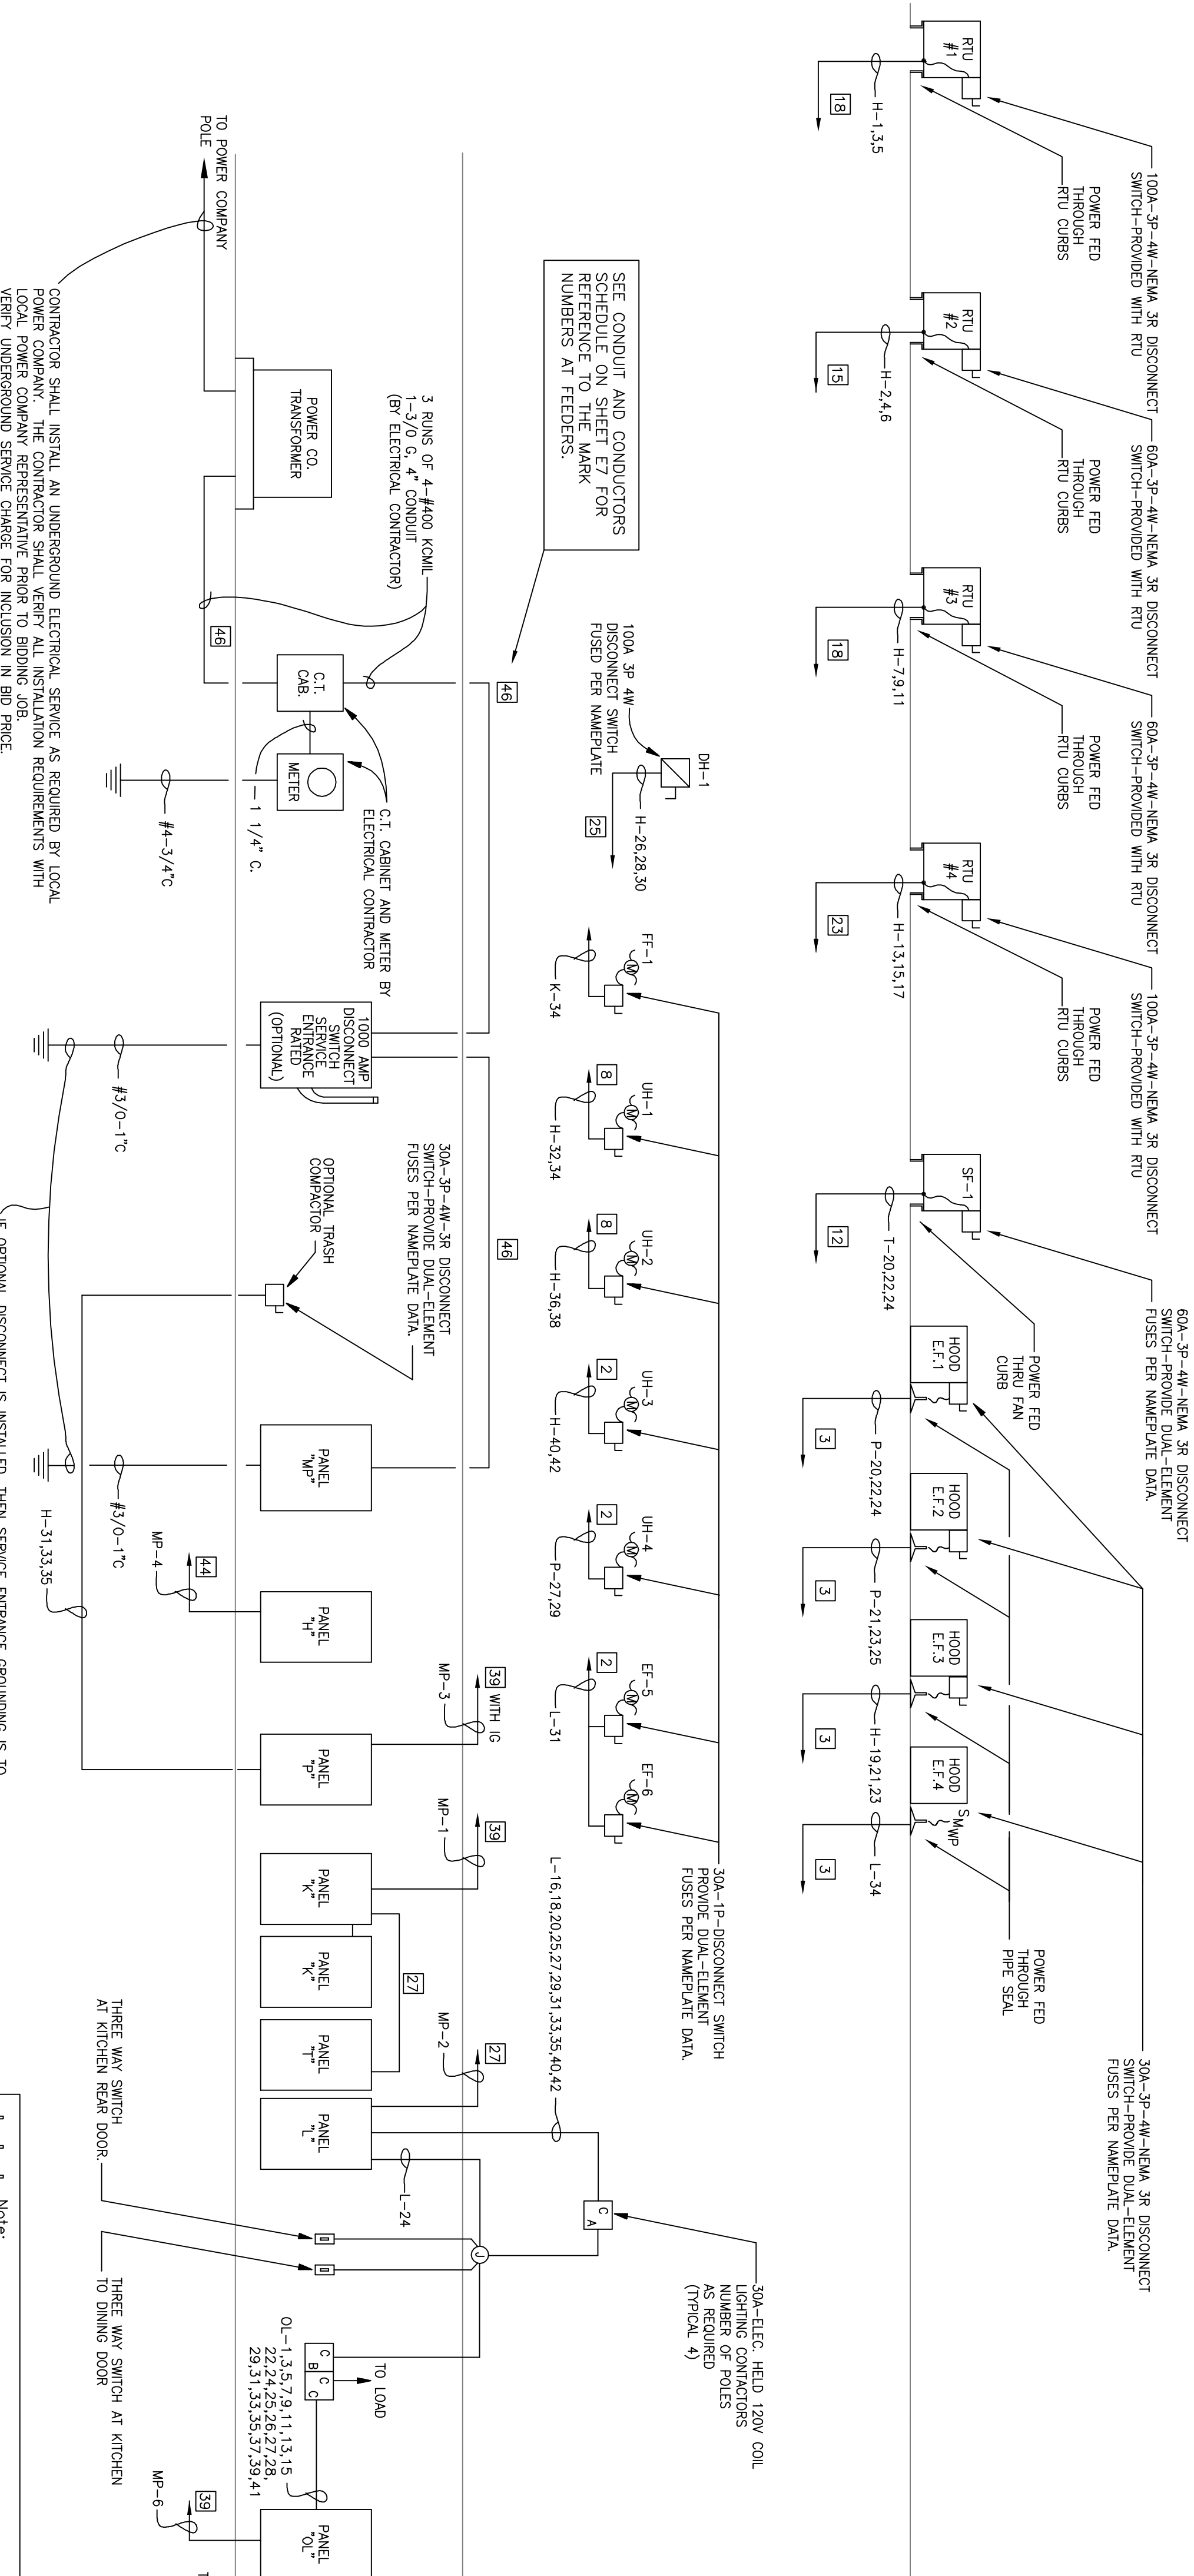 100A-3P-4W-NEMA 3R DISCONNECT
SWITCH-PROVIDED WITH RTU
POWER FED
THROUGH
RTU CURBS
RTU
#1
H-1,3,5
18
60A-3P-4W-NEMA 3R DISCONNECT
SWITCH-PROVIDED WITH RTU
POWER FED
THROUGH
RTU CURBS
RTU
#2
H-2,4,6
15
60A-3P-4W-NEMA 3R DISCONNECT
SWITCH-PROVIDED WITH RTU
POWER FED
THROUGH
RTU CURBS
RTU
#3
H-7,9,11
18
100A-3P-4W-NEMA 3R DISCONNECT
SWITCH-PROVIDED WITH RTU
POWER FED
THROUGH
RTU CURBS
RTU
#4
H-13,15,17
23
60A-3P-4W-NEMA 3R DISCONNECT
SWITCH-PROVIDE DUAL-ELEMENT
FUSES PER NAMEPLATE DATA.
POWER FED
THRU FAN
CURB
SF-1
T-20,22,24
12
HOOD
E.F.1
P-20,22,24
3
HOOD
E.F.2
P-21,23,25
3
HOOD
E.F.3
H-19,21,23
3
HOOD
E.F.4
SMWP
L-34
3
POWER FED
THROUGH
PIPE SEAL
30A-3P-4W-NEMA 3R DISCONNECT
SWITCH-PROVIDE DUAL-ELEMENT
FUSES PER NAMEPLATE DATA.
SEE CONDUIT AND CONDUCTORS
SCHEDULE ON SHEET E7 FOR
REFERENCE TO THE MARK
NUMBERS AT FEEDERS.
DH-1
100A 3P 4W
DISCONNECT SWITCH
FUSED PER NAMEPLATE
H-26,28,30
25
FF-1
M
K-34
UH-1
M
8
H-32,34
UH-2
M
8
H-36,38
UH-3
M
2
H-40,42
UH-4
M
2
P-27,29
EF-5
M
2
L-31
EF-6
M
30A-1P-DISCONNECT SWITCH
PROVIDE DUAL-ELEMENT
FUSES PER NAMEPLATE DATA.
30A-ELEC. HELD 120V COIL
LIGHTING CONTACTORS
NUMBER OF POLES
AS REQUIRED
(TYPICAL 4)
L-16,18,20,25,27,29,31,33,35,40,42
C
A
46
46
3 RUNS OF 4-#400 KCMIL
1-3/0 G, 4" CONDUIT
(BY ELECTRICAL CONTRACTOR)
POWER CO.
TRANSFORMER
TO POWER COMPANY
POLE
46
C.T.
CAB.
METER
C.T. CABINET AND METER BY
ELECTRICAL CONTRACTOR
1 1/4" C.
#4-3/4"C
1000 AMP
DISCONNECT
SWITCH
SERVICE
ENTRANCE
RATED
(OPTIONAL)
#3/0-1"C
30A-3P-4W-3R DISCONNECT
SWITCH-PROVIDE DUAL-ELEMENT
FUSES PER NAMEPLATE DATA.
OPTIONAL TRASH
COMPACTOR
PANEL
"MP"
#3/0-1"C
H-31,33,35
PANEL
"H"
44
MP-4
39 WITH IG
MP-3
PANEL
"P"
39
MP-1
PANEL
"K"
PANEL
"K"
27
PANEL
"T"
27
MP-2
PANEL
"L"
L-24
J
THREE WAY SWITCH
AT KITCHEN REAR DOOR.
THREE WAY SWITCH AT KITCHEN
TO DINING DOOR
C
B
C
C
TO LOAD
OL-1,3,5,7,9,11,13,15
22,24,25,26,27,28,
29,31,33,35,37,39,41
PANEL
"OL"
39
MP-6
CONTRACTOR SHALL INSTALL AN UNDERGROUND ELECTRICAL SERVICE AS REQUIRED BY LOCAL
POWER COMPANY. THE CONTRACTOR SHALL VERIFY ALL INSTALLATION REQUIREMENTS WITH
LOCAL POWER COMPANY REPRESENTATIVE PRIOR TO BIDDING JOB.
VERIFY UNDERGROUND SERVICE CHARGE FOR INCLUSION IN BID PRICE.
IF OPTIONAL DISCONNECT IS INSTALLED, THEN SERVICE ENTRANCE GROUNDING IS TO
Note: